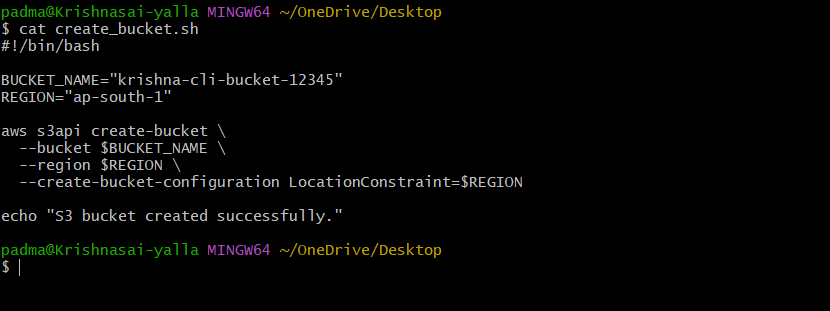 padma@Krishnasai-yalla MINGW64 ~/OneDrive/Desktop
$ cat create_bucket.sh
#!/bin/bash

BUCKET_NAME="krishna-cli-bucket-12345"
REGION="ap-south-1"

aws s3api create-bucket \
  --bucket $BUCKET_NAME \
  --region $REGION \
  --create-bucket-configuration LocationConstraint=$REGION

echo "S3 bucket created successfully."

padma@Krishnasai-yalla MINGW64 ~/OneDrive/Desktop
$